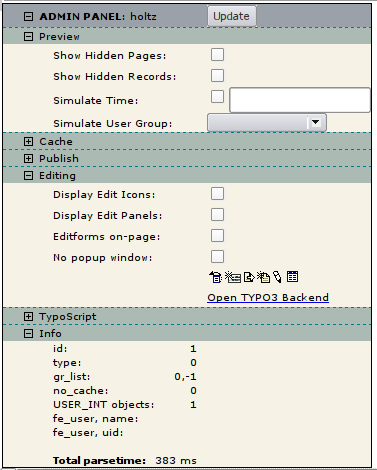 ADMIN PANEL: holtz Update
Preview
Show Hidden Pages:
Show Hidden Records:
Simulate Time:
Simulate User Group:
Cache
Publish
Editing
Display Edit Icons:
Display Edit Panels:
Editforms on-page:
No popup window:
Open TYPO3 Backend
TypoScript
Info
id: 1
type: 0
gr_list: 0,-1
no_cache: 0
USER_INT objects: 1
fe_user, name:
fe_user, uid:
Total parsetime: 383 ms